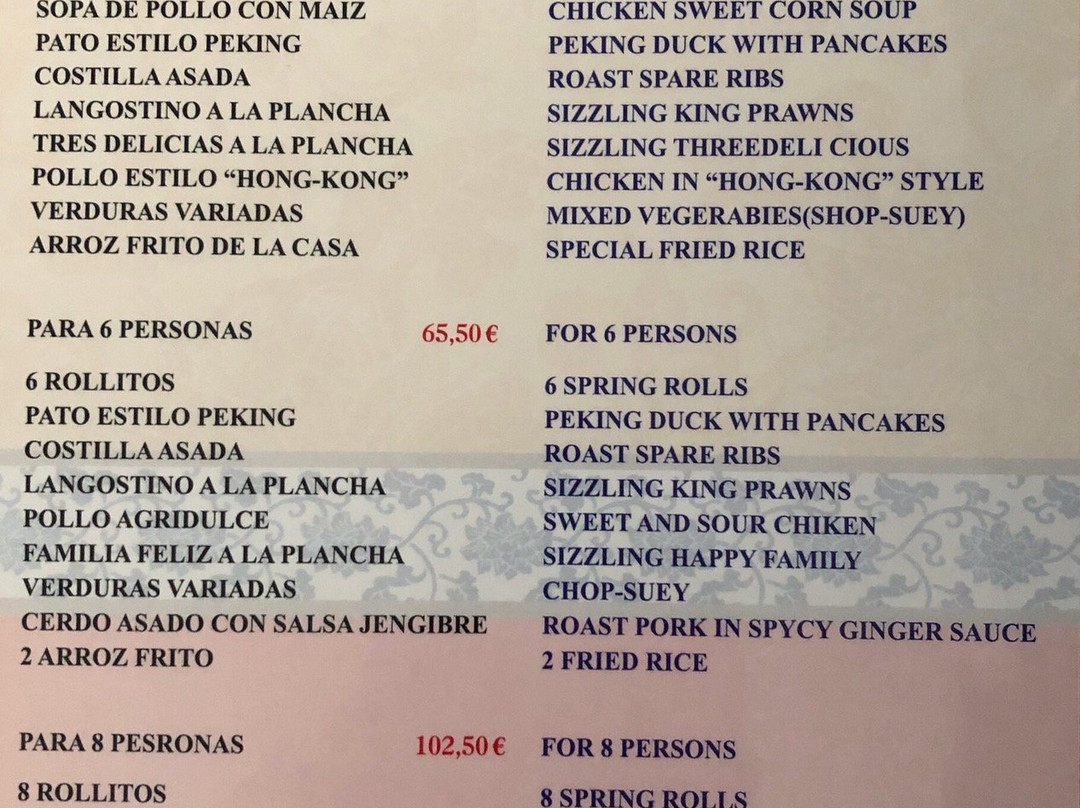 SOPA DE POLLO CON MAIZ
PATO ESTILO PEKING
COSTILLA ASADA
LANGOSTINO A LA PLANCHA
TRES DELICIAS A LA PLANCHA
POLLO ESTILO “HONG-KONG”
VERDURAS VARIADAS
ARROZ FRITO DE LA CASA
PARA 6 PERSONAS 65,50 €
6 ROLLITOS
PATO ESTILO PEKING
COSTILLA ASADA
LANGOSTINO A LA PLANCHA
POLLO AGRIDULCE
FAMILIA FELIZ A LA PLANCHA
VERDURAS VARIADAS
CERDO ASADO CON SALSA JENGIBRE
2 ARROZ FRITO
PARA 8 PESRONAS 102,50 €
8 ROLLITOS
CHICKEN SWEET CORN SOUP
PEKING DUCK WITH PANCAKES
ROAST SPARE RIBS
SIZZLING KING PRAWNS
SIZZLING THREEDELI CIOUS
CHICKEN IN “HONG-KONG” STYLE
MIXED VEGERABIES(SHOP-SUEY)
SPECIAL FRIED RICE
FOR 6 PERSONS
6 SPRING ROLLS
PEKING DUCK WITH PANCAKES
ROAST SPARE RIBS
SIZZLING KING PRAWNS
SWEET AND SOUR CHIKEN
SIZZLING HAPPY FAMILY
CHOP-SUEY
ROAST PORK IN SPYCY GINGER SAUCE
2 FRIED RICE
FOR 8 PERSONS
8 SPRING ROLLS